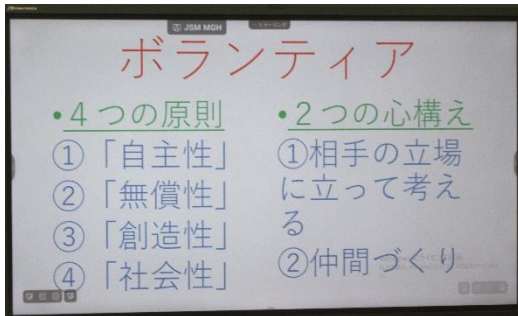 JSM MGH
ボランティア
•４つの原則
①「自主性」
②「無償性」
③「創造性」
④「社会性」
•２つの心構え
①相手の立場
に立って考え
る
②仲間づくり